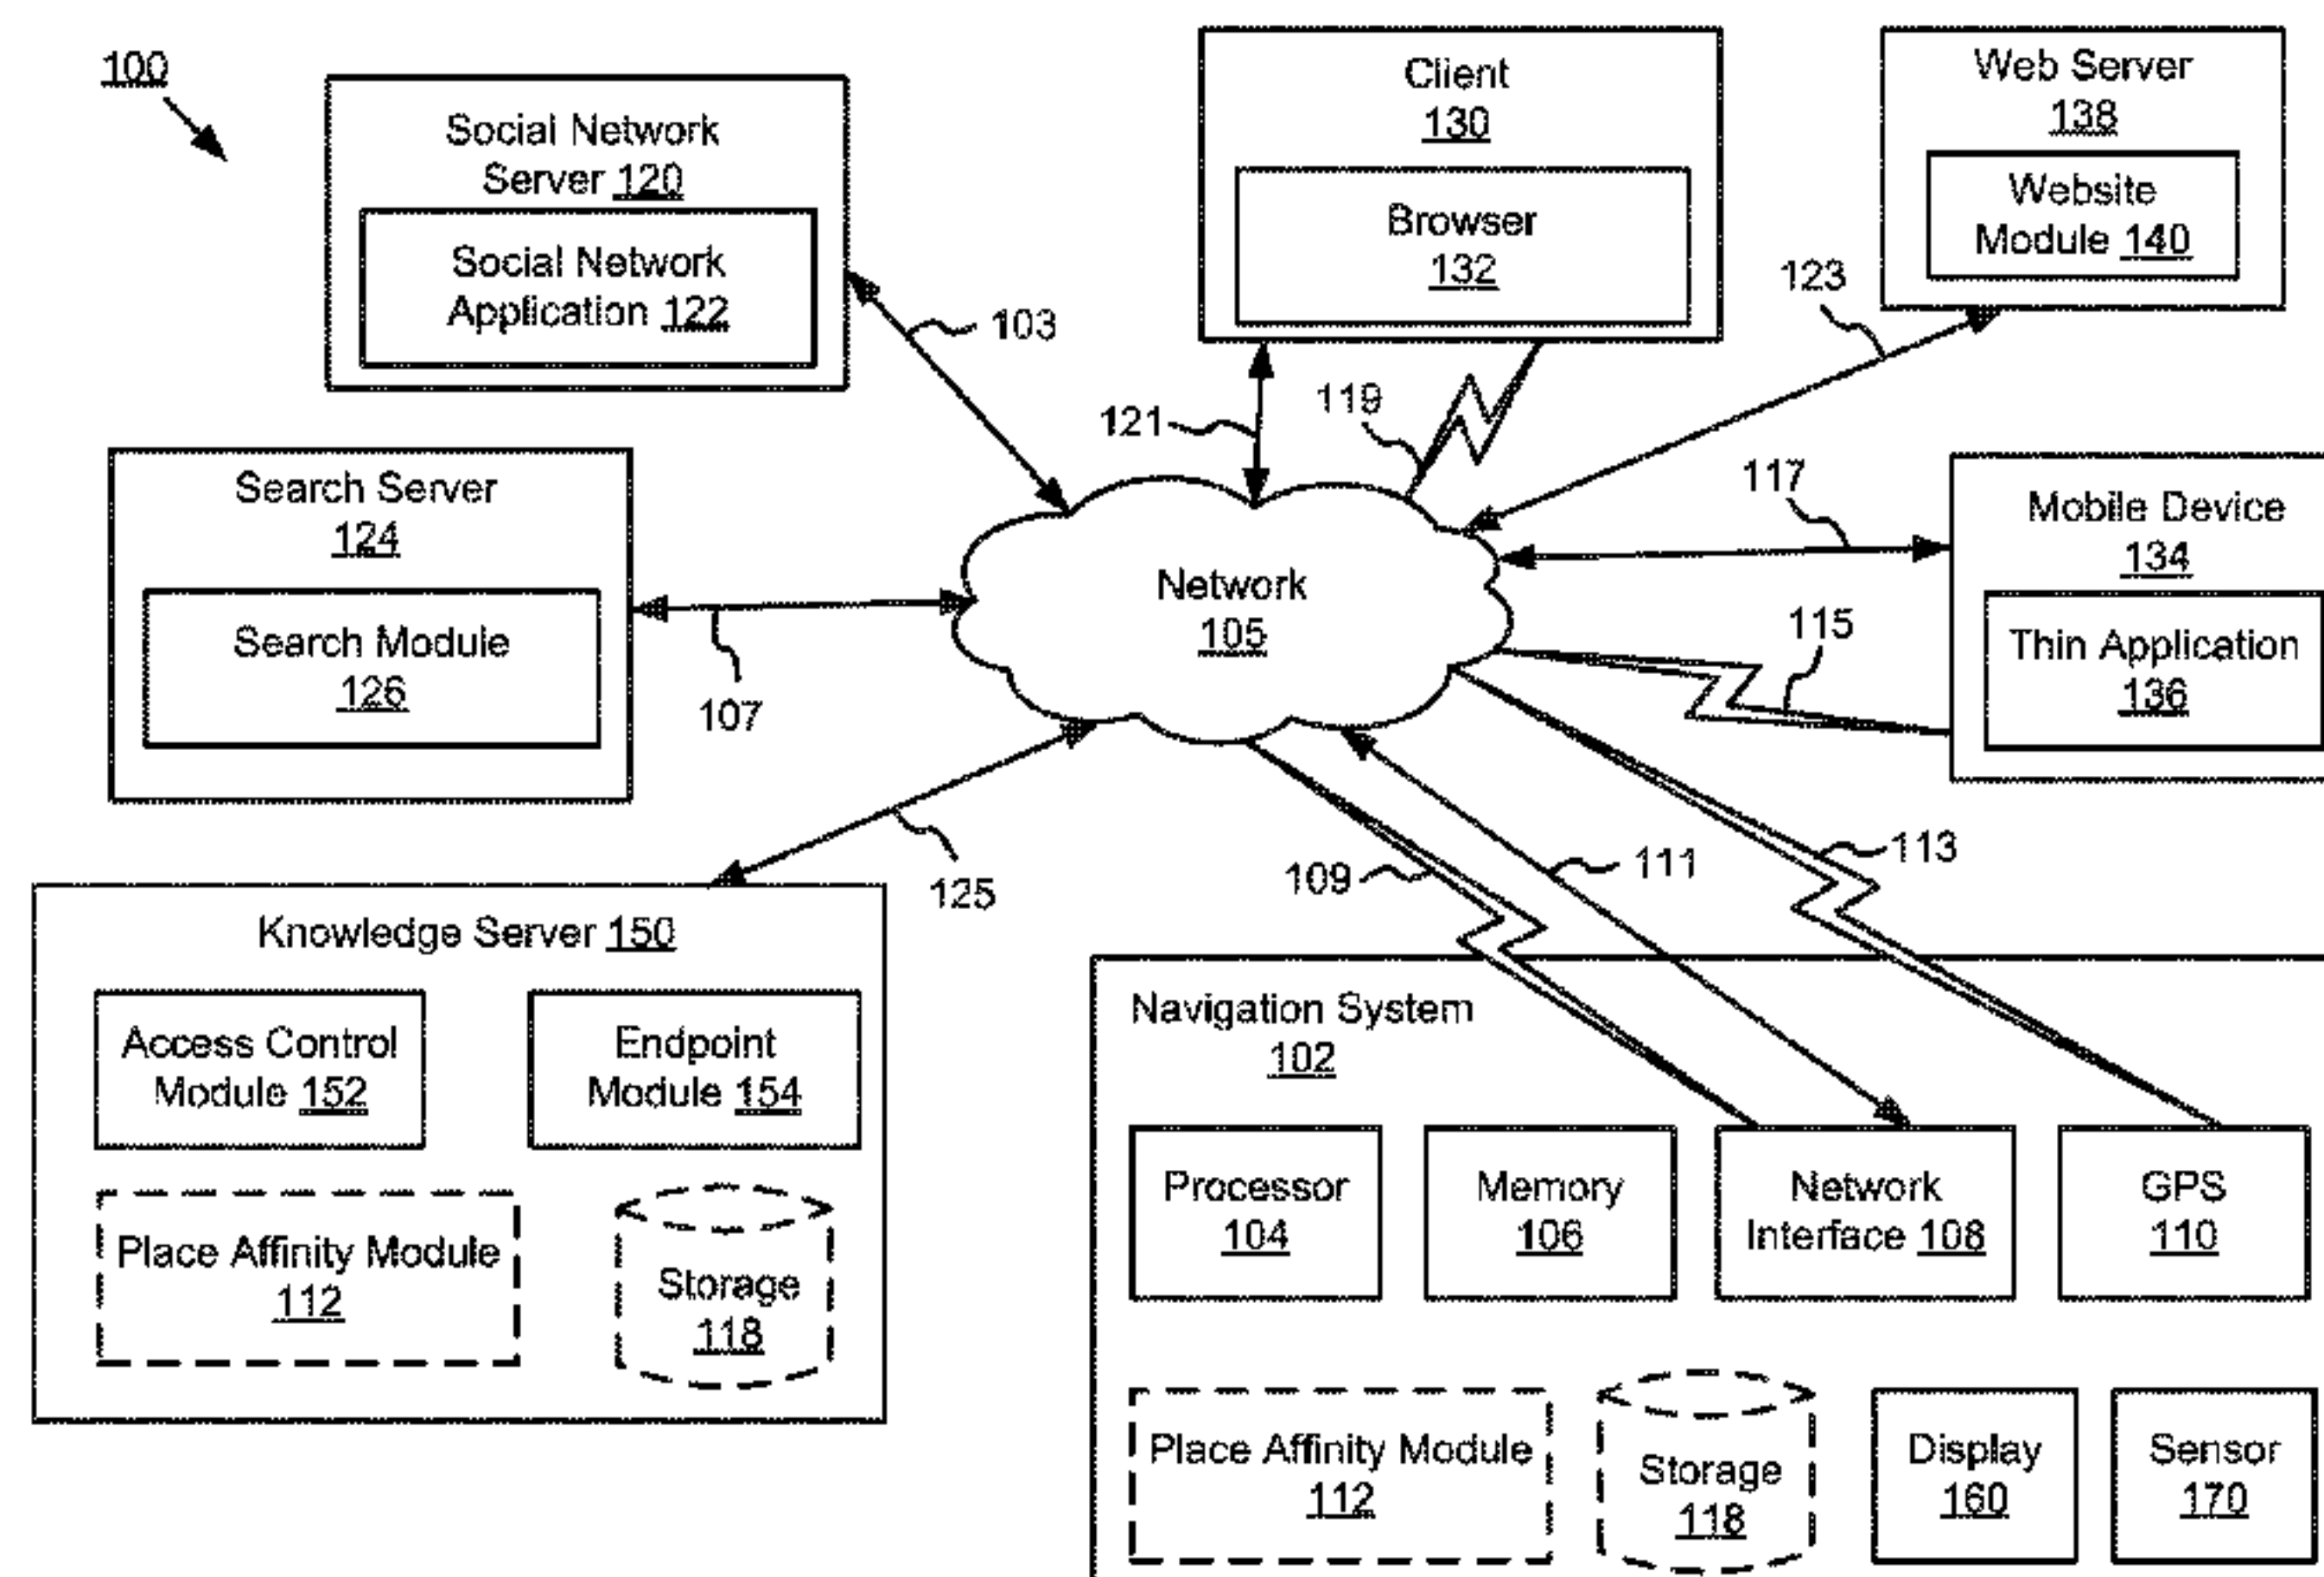 100
Social Network
Server 120
Social Network
Application 122
103
Client
130
Browser
132
Web Server
138
Website
Module 140
123
121
119
Search Server
124
Search Module
126
107
Network
105
117
Mobile Device
134
Thin Application
136
115
125
109
111
113
Knowledge Server 150
Access Control
Module 152
Endpoint
Module 154
Place Affinity Module
112
Storage
118
Navigation System
102
Processor
104
Memory
106
Network
Interface 108
GPS
110
Place Affinity Module
112
Storage
118
Display
160
Sensor
170